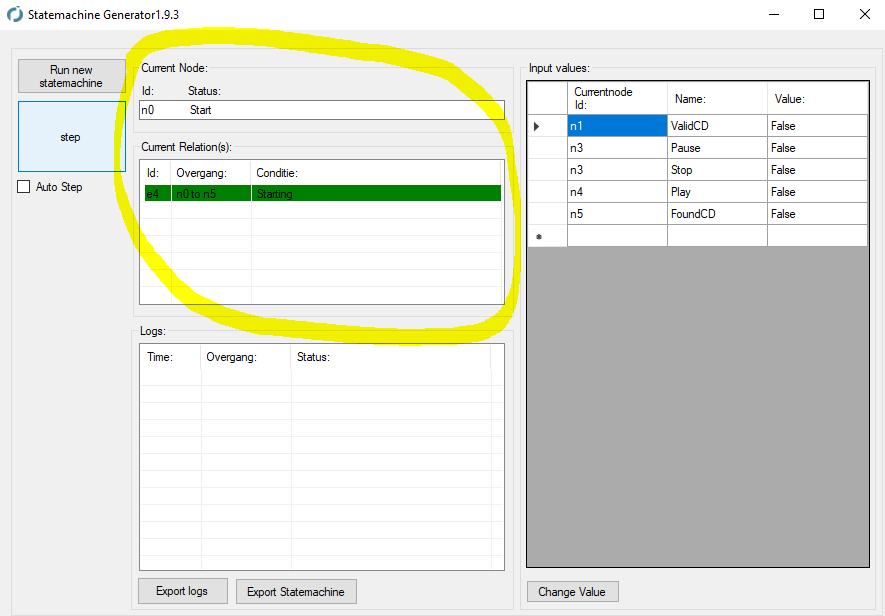 Statemachine Generator1.9.3
Run new
statemachine
step
Auto Step
Current Node:
Id: Status:
n0 Start
Current Relation(s):
Id: Overgang: Conditie:
e4 n0 to n5 Starting
Logs:
Time: Overgang: Status:
Export logs
Export Statemachine
Input values:
Currentnode
Id: Name: Value:
n1 ValidCD False
n3 Pause False
n3 Stop False
n4 Play False
n5 FoundCD False
Change Value